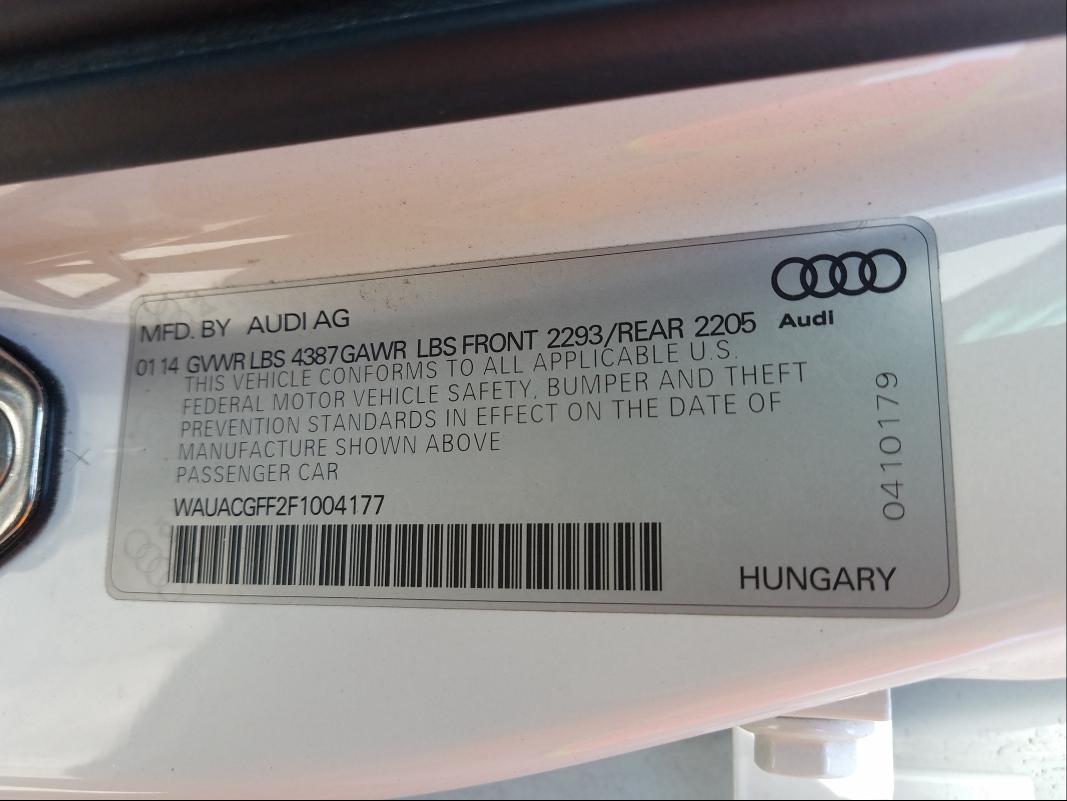 MFD. BY AUDI AG
01 14 GVWR LBS 4387 GAWR LBS FRONT 2293/REAR 2205
Audi
THIS VEHICLE CONFORMS TO ALL APPLICABLE U.S.
FEDERAL MOTOR VEHICLE SAFETY, BUMPER AND THEFT
PREVENTION STANDARDS IN EFFECT ON THE DATE OF
MANUFACTURE SHOWN ABOVE
PASSENGER CAR
WAUACGFF2F1004177
HUNGARY
0410179